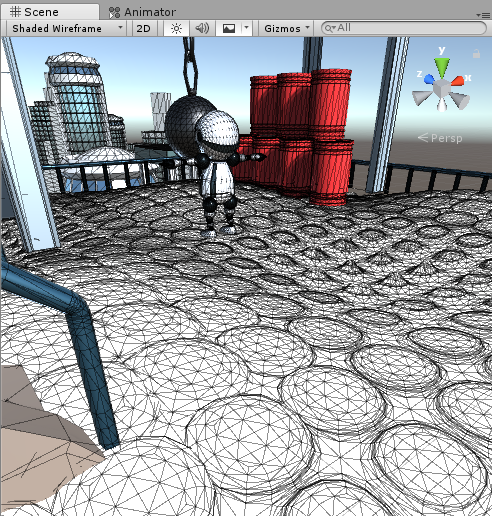 Scene Animator
Shaded Wireframe 2D Gizmos All
y
z x
Persp